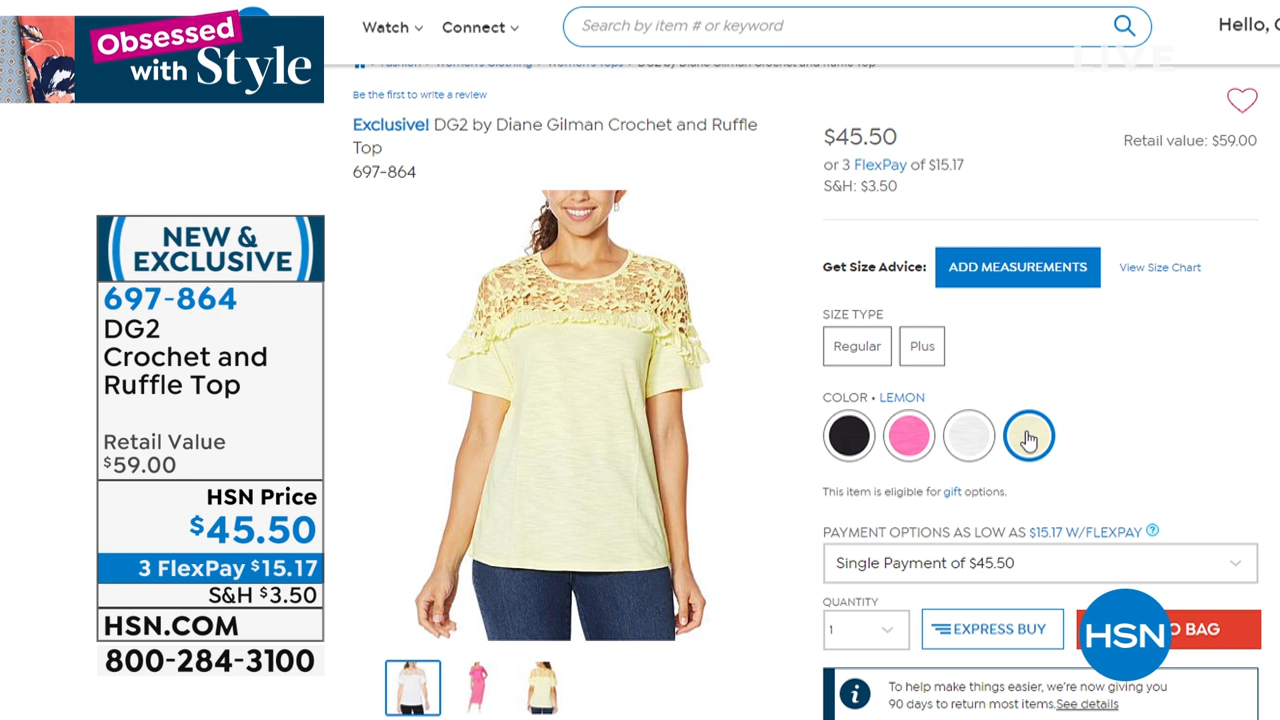 Obsessed
with Style
Watch
Connect
Search by item # or keyword
Hello,
LIVE
Be the first to write a review
Exclusive! DG2 by Diane Gilman Crochet and Ruffle
Top
697-864
$45.50
Retail value: $59.00
or 3 FlexPay of $15.17
S&H: $3.50
NEW &
EXCLUSIVE
697-864
DG2
Crochet and
Ruffle Top
Retail Value
$59.00
HSN Price
$45.50
3 FlexPay $15.17
S&H $3.50
HSN.COM
800-284-3100
Get Size Advice:
ADD MEASUREMENTS
View Size Chart
SIZE TYPE
Regular
Plus
COLOR • LEMON
This item is eligible for gift options.
PAYMENT OPTIONS AS LOW AS $15.17 W/FLEXPAY
Single Payment of $45.50
QUANTITY
1
EXPRESS BUY
HSN
BAG
To help make things easier, we're now giving you
90 days to return most items.See details